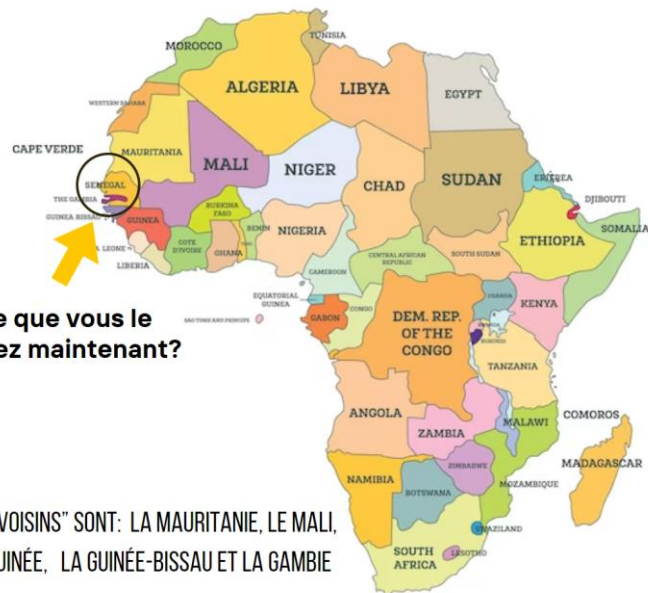 TUNISIA
MOROCCO
ALGERIA
LIBYA
EGYPT
WESTERN SAHARA
CAPE VERDE
MAURITANIA
MALI
NIGER
CHAD
SUDAN
ERITREA
SENEGAL
THE GAMBIA
GUINEA BISSAU
GUINEA
BURKINA
FASO
BENIN
NIGERIA
DJIBOUTI
SOMALIA
ETHIOPIA
A LEONE
LIBERIA
COTE
D'IVOIRE
GHANA
CENTRAL AFRICAN
REPUBLIC
SOUTH SUDAN
CAMEROON
EQUATORIAL
GUINEA
SAO TOME AND PRINCIPE
GABON
CONGO
DEM. REP.
OF THE
CONGO
UGANDA
KENYA
RWANDA
BURUNDI
TANZANIA
e que vous le
ez maintenant?
ANGOLA
ZAMBIA
MALAWI
COMOROS
MOZAMBIQUE
MADAGASCAR
NAMIBIA
BOTSWANA
ZIMBABWE
SWAZILAND
SOUTH
AFRICA
LESOTHO
VOISINS" SONT: LA MAURITANIE, LE MALI,
UINÉE, LA GUINÉE-BISSAU ET LA GAMBIE